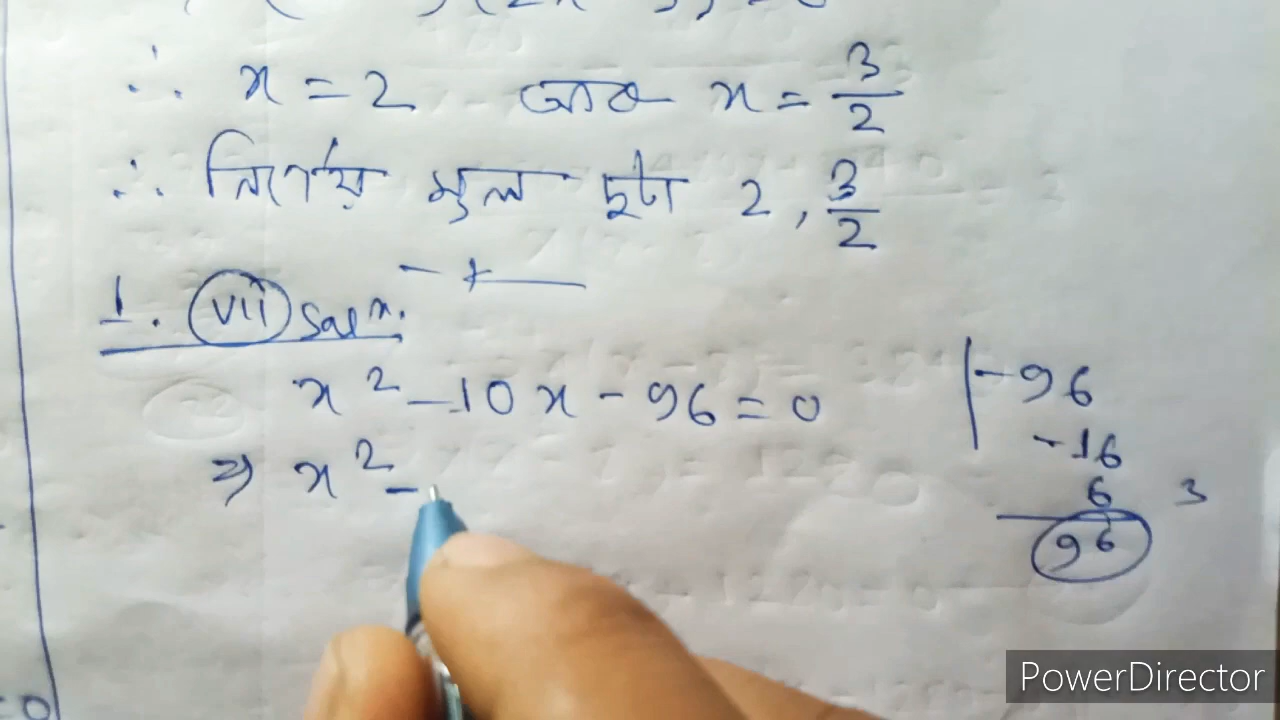 ∴ x = 2 আৰু x = 3/2
∴ নিৰ্ণেয় মূল দুটা 2, 3/2
1. (vii) Solⁿ.
x² - 10x - 96 = 0
⇒ x² -
-96
-16
6 3
96
PowerDirector